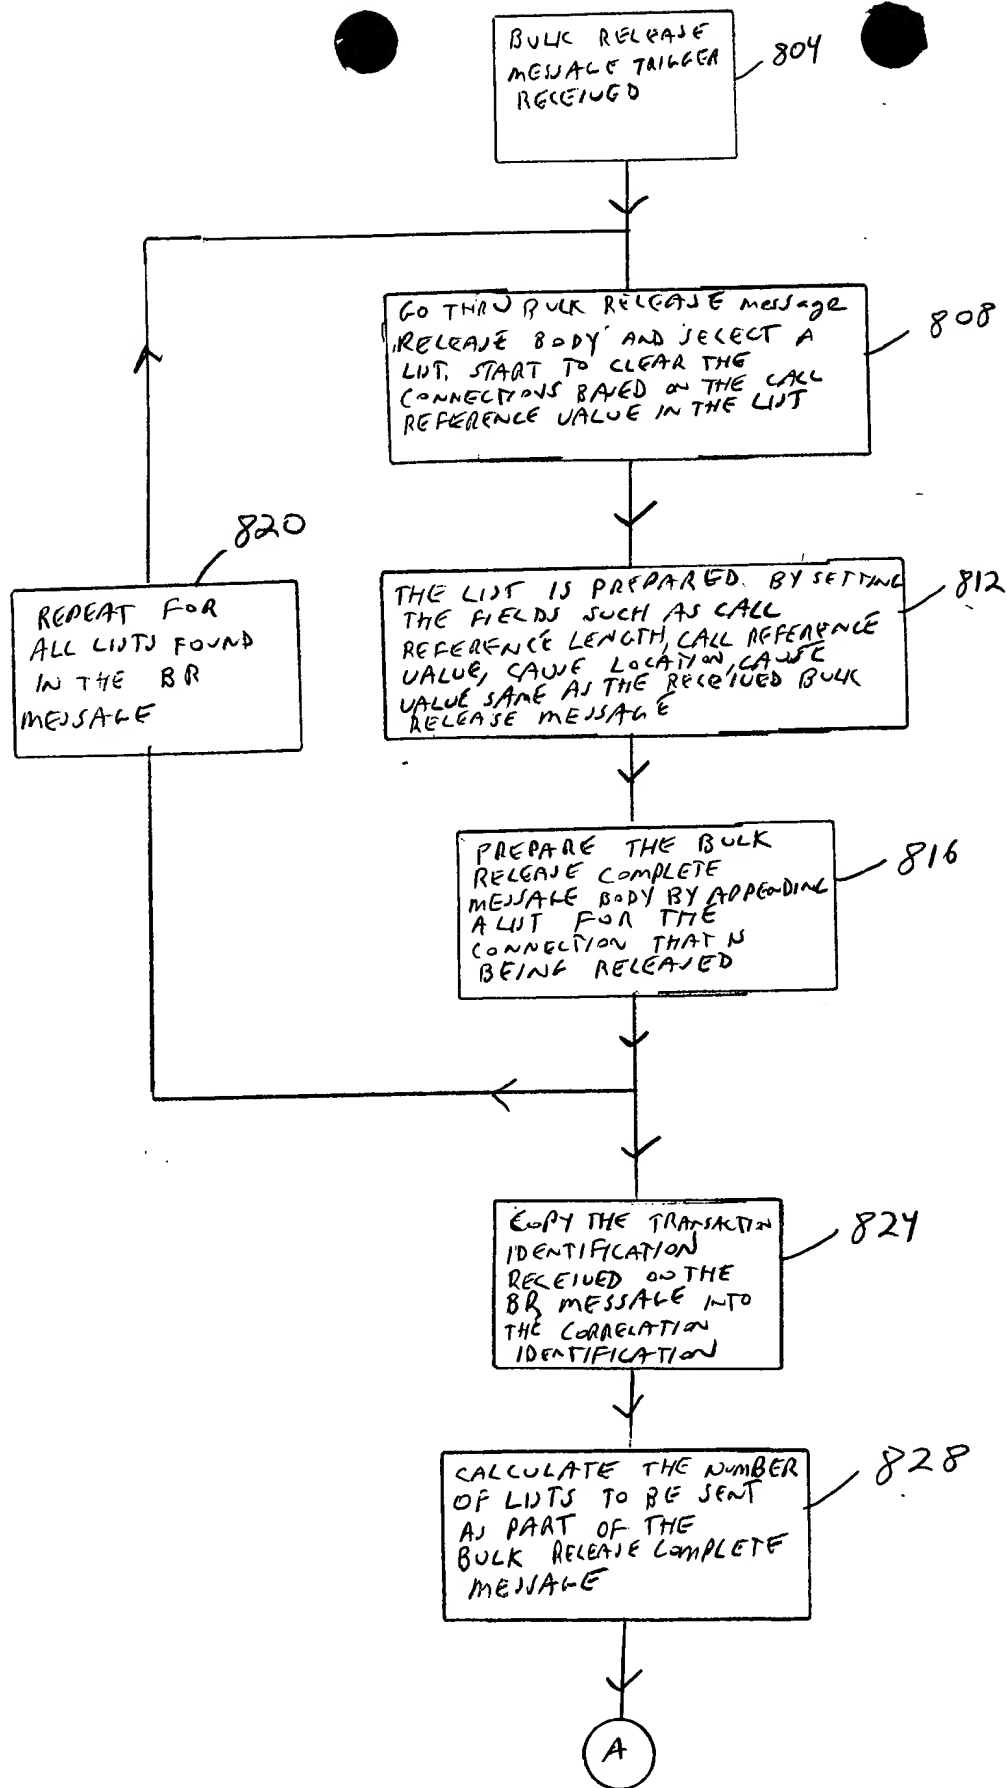 BULK RELEASE
MESSAGE TRIGGER
RECEIVED
804
GO THRU BULK RELEASE message
RELEASE BODY AND SELECT A
LIST. START TO CLEAR THE
CONNECTIONS BASED ON THE CALL
REFERENCE VALUE IN THE LIST
808
THE LIST IS PREPARED. BY SETTING
THE FIELDS SUCH AS CALL
REFERENCE LENGTH, CALL REFERENCE
VALUE, CAUSE LOCATION, CAUSE
VALUE SAME AS THE RECEIVED BULK
RELEASE MESSAGE
812
820
REPEAT FOR
ALL LISTS FOUND
IN THE BR
MESSAGE
PREPARE THE BULK
RELEASE COMPLETE
MESSAGE BODY BY APPENDING
A LIST FOR THE
CONNECTION THAT IS
BEING RELEASED
816
COPY THE TRANSACTION
IDENTIFICATION
RECEIVED ON THE
BR MESSAGE INTO
THE CORRELATION
IDENTIFICATION
824
CALCULATE THE NUMBER
OF LISTS TO BE SENT
AS PART OF THE
BULK RELEASE COMPLETE
MESSAGE
828
A